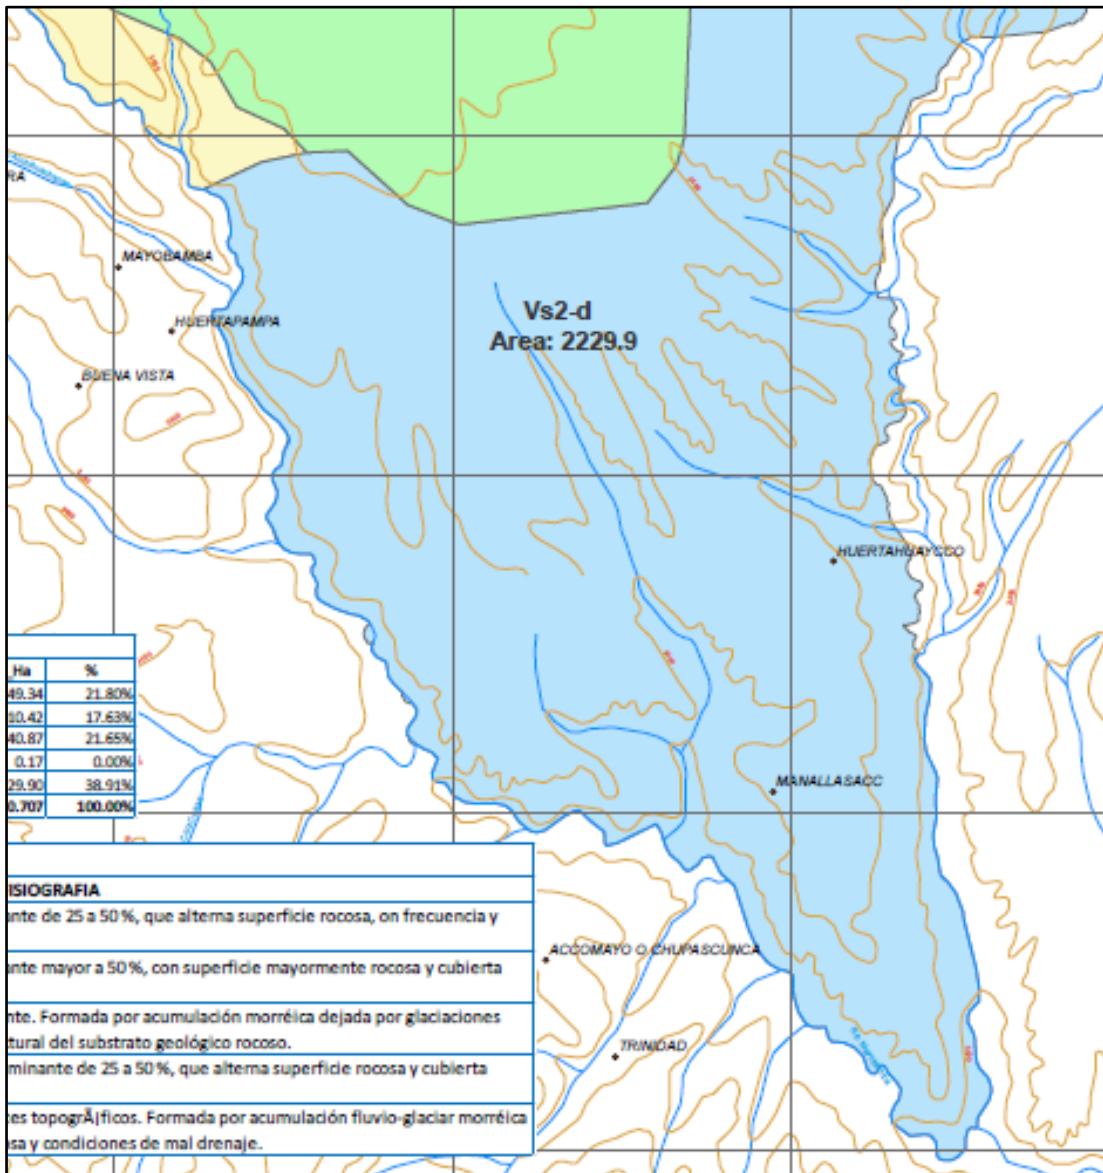 RA
MAYOBAMBA
HUERTAPAMPA
BUENA VISTA
Vs2-d
Area: 2229.9
HUERTAHUAYCCO
MANALLASACC
ACCOMAYO O CHUPASCUNCA
TRINIDAD
_Ha %
49.34 21.80%
10.42 17.63%
40.87 21.65%
0.17 0.00%
29.90 38.91%
0.707 100.00%
ISIOGRAFIA
ante de 25 a 50%, que alterna superficie rocosa, on frecuencia y
ante mayor a 50%, con superficie mayormente rocosa y cubierta
nte. Formada por acumulación morréica dejada por glaciaciones
tural del substrato geológico rocoso.
minante de 25 a 50%, que alterna superficie rocosa y cubierta
tes topogrÃ¡ficos. Formada por acumulación fluvio-glaciar morréica
osa y condiciones de mal drenaje.